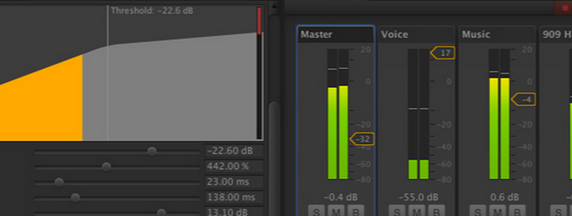 Threshold: -22.6 dB
-22.60 dB
442.00 %
23.00 ms
138.00 ms
13.10 dB
Master
20
0
-20
-32
-40
-60
-80
-0.4 dB
S M B
Voice
17
20
0
-20
-40
-60
-80
-55.0 dB
S M B
Music
20
0
-4
-20
-40
-60
-80
0.6 dB
S M B
909 H